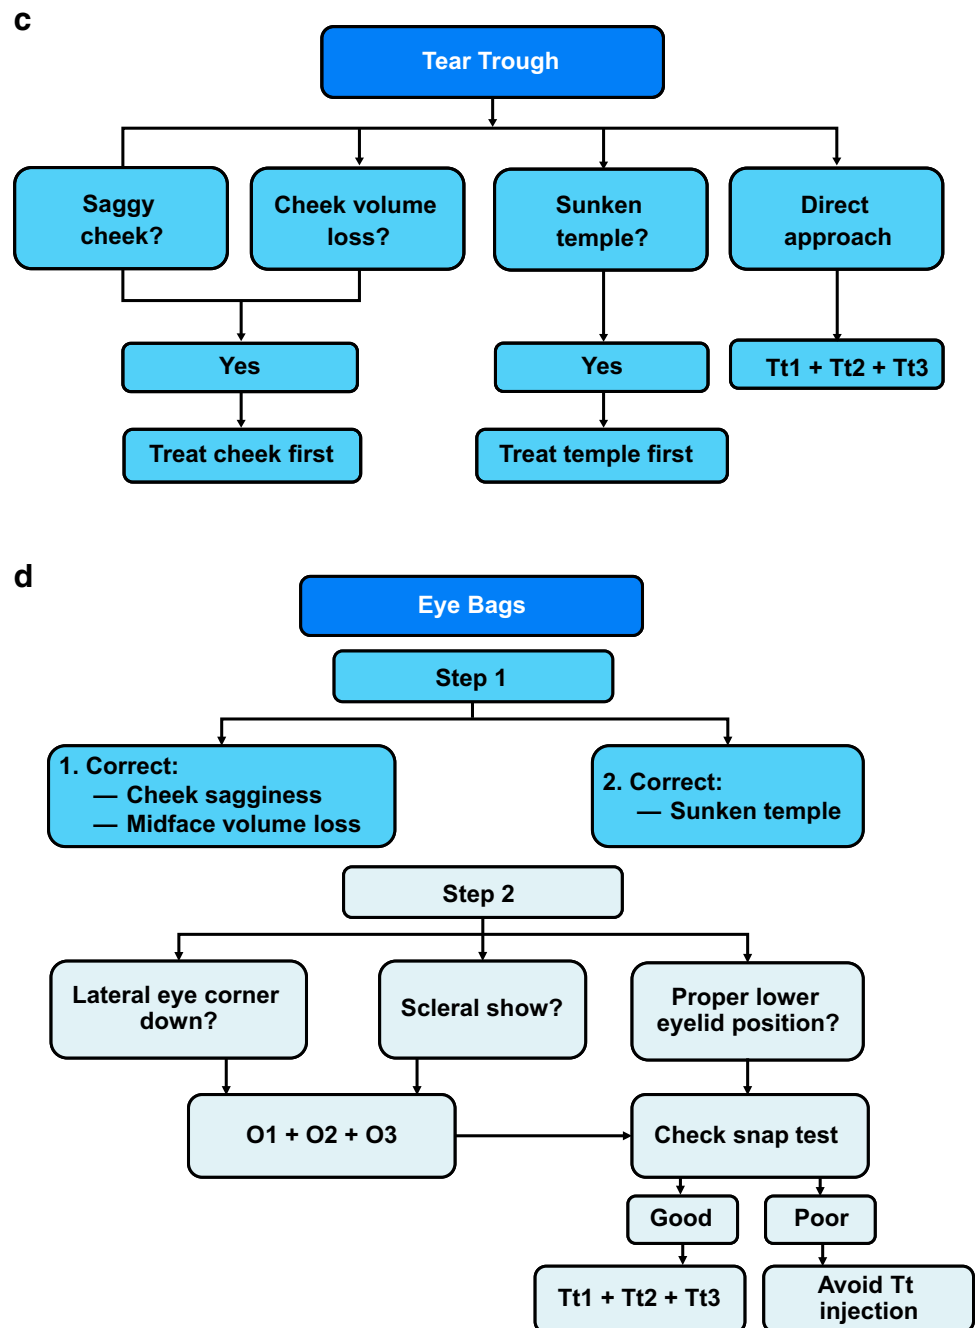 c
Tear Trough
Saggy
cheek?
Cheek volume
loss?
Sunken
temple?
Direct
approach
Yes
Yes
Tt1 + Tt2 + Tt3
Treat cheek first
Treat temple first
d
Eye Bags
Step 1
1. Correct:
— Cheek sagginess
— Midface volume loss
2. Correct:
— Sunken temple
Step 2
Lateral eye corner
down?
Scleral show?
Proper lower
eyelid position?
O1 + O2 + O3
Check snap test
Good
Poor
Tt1 + Tt2 + Tt3
Avoid Tt
injection